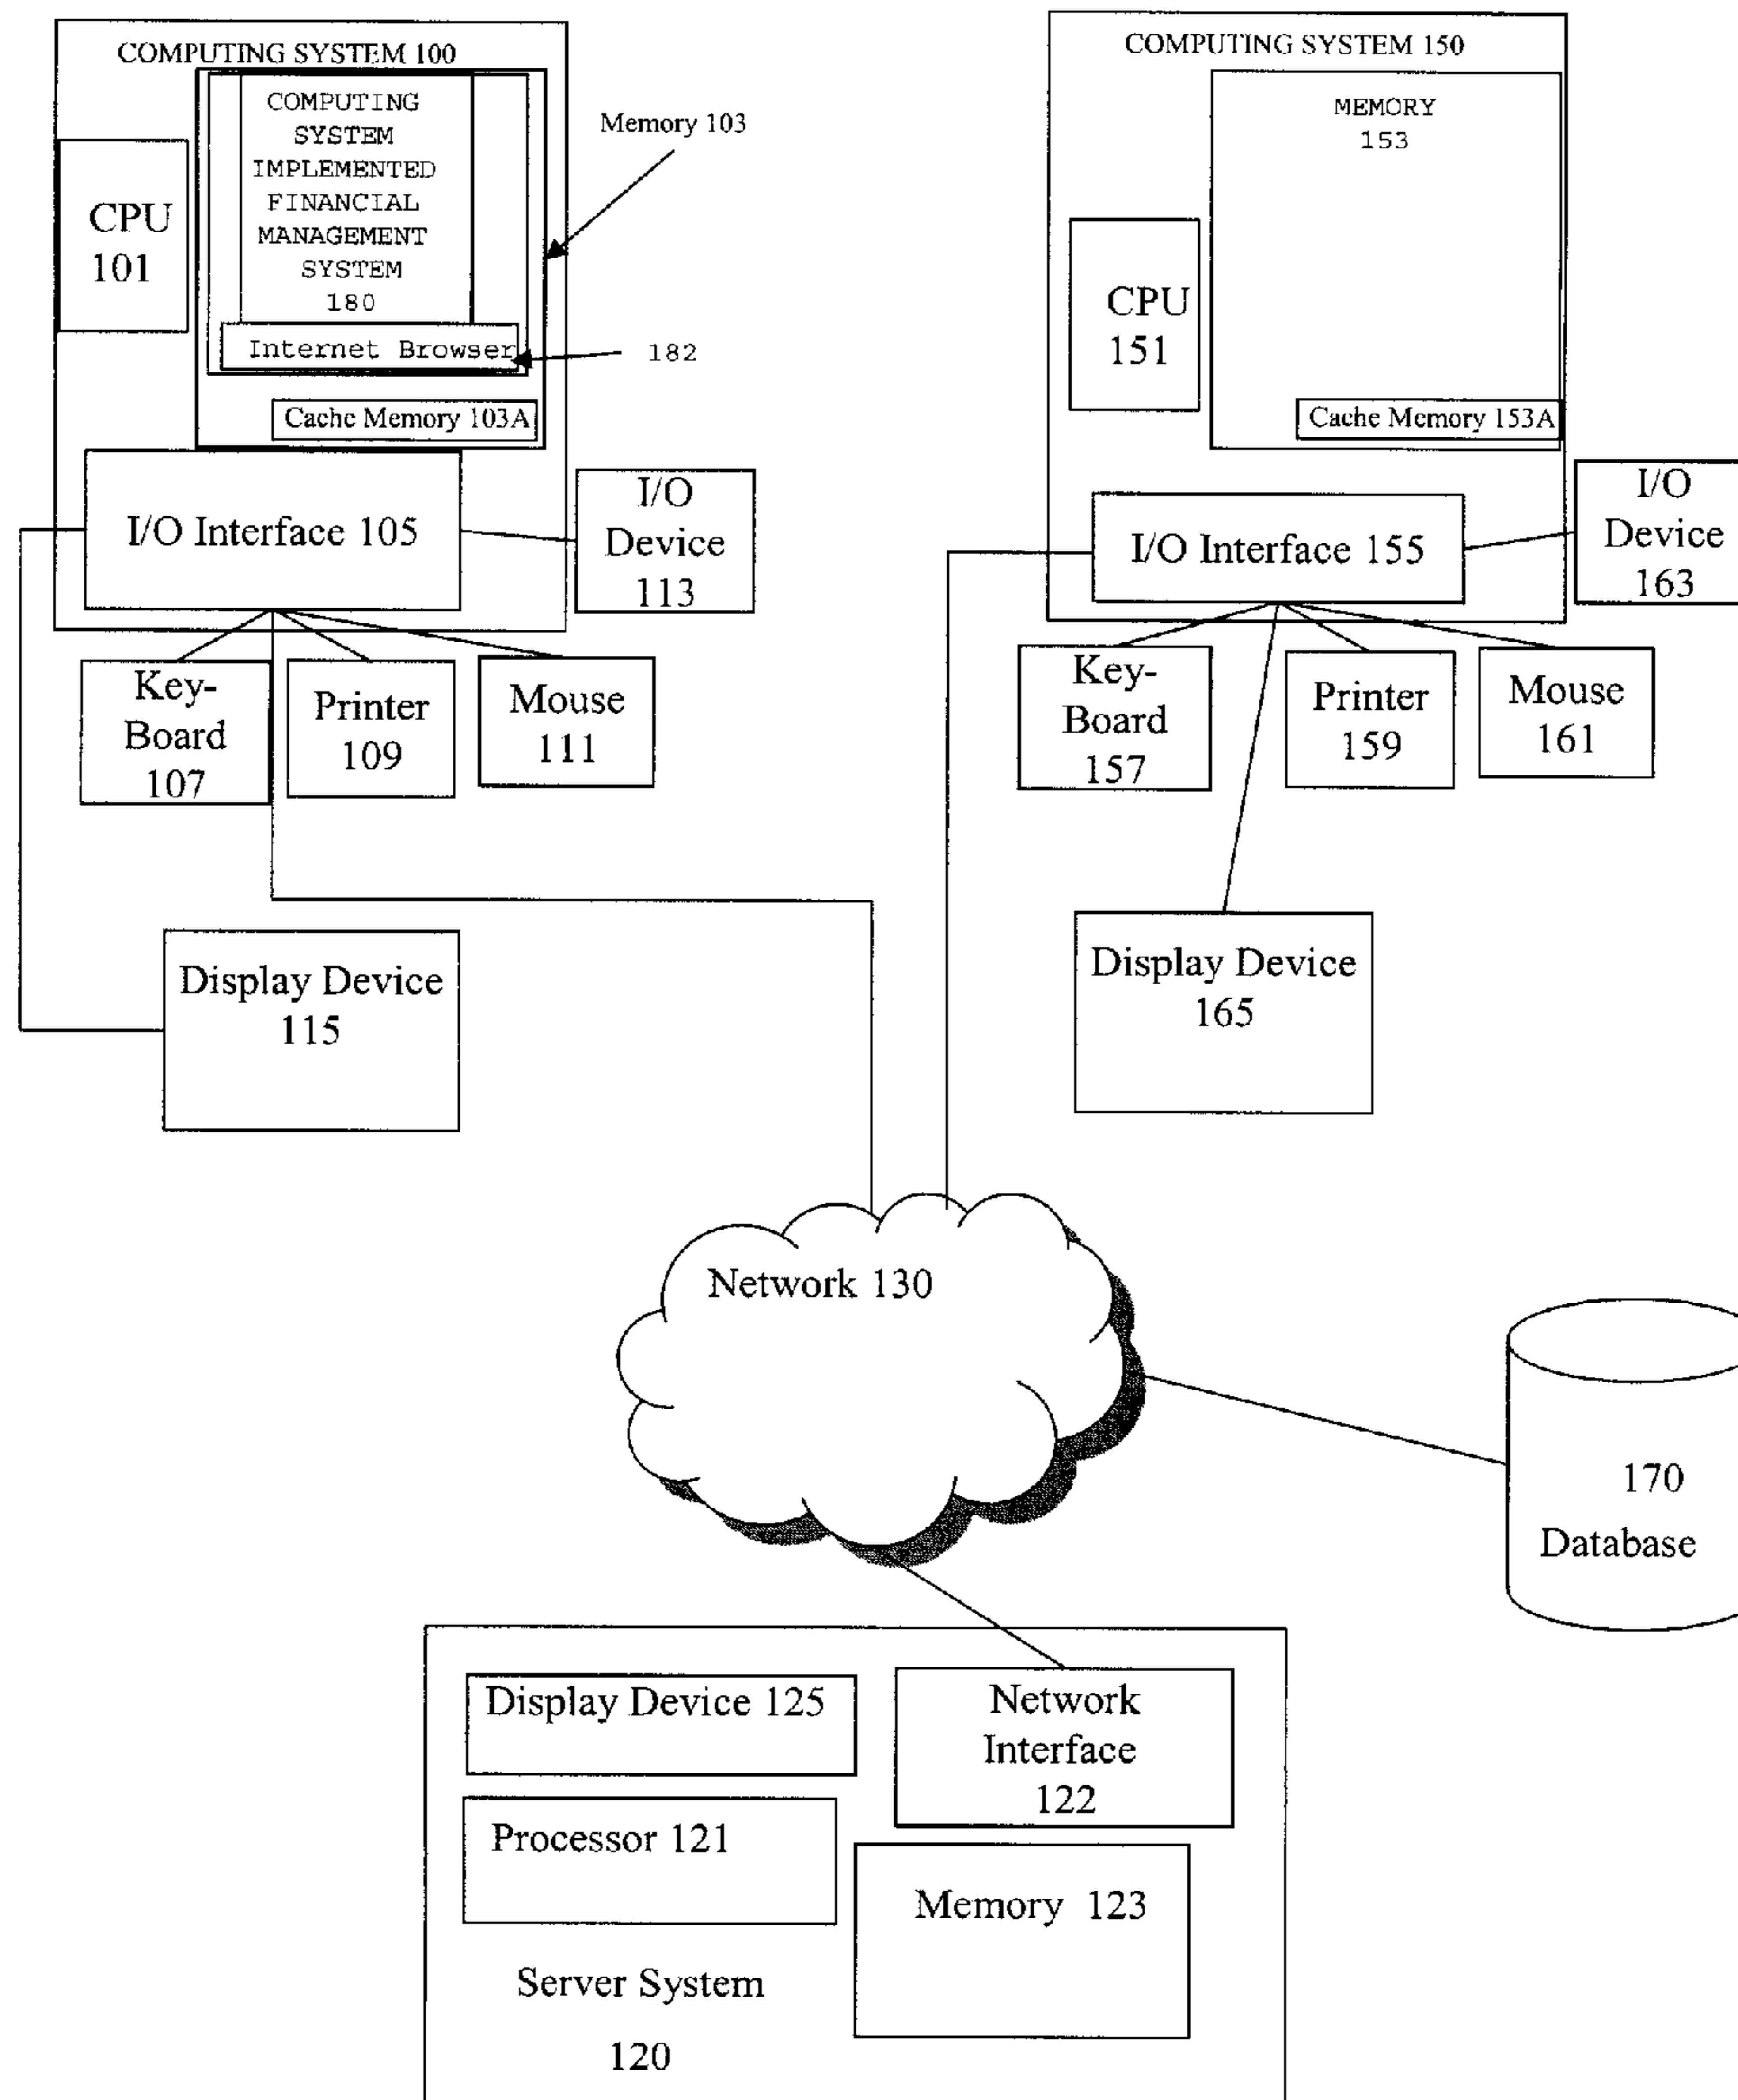 COMPUTING SYSTEM 100
COMPUTING
SYSTEM
IMPLEMENTED
FINANCIAL
MANAGEMENT
SYSTEM
180
Internet Browser
182
Memory 103
CPU
101
Cache Memory 103A
I/O Interface 105
I/O
Device
113
Key-
Board
107
Printer
109
Mouse
111
Display Device
115
COMPUTING SYSTEM 150
MEMORY
153
CPU
151
Cache Memory 153A
I/O Interface 155
I/O
Device
163
Key-
Board
157
Printer
159
Mouse
161
Display Device
165
Network 130
170
Database
Display Device 125
Network
Interface
122
Processor 121
Memory 123
Server System
120